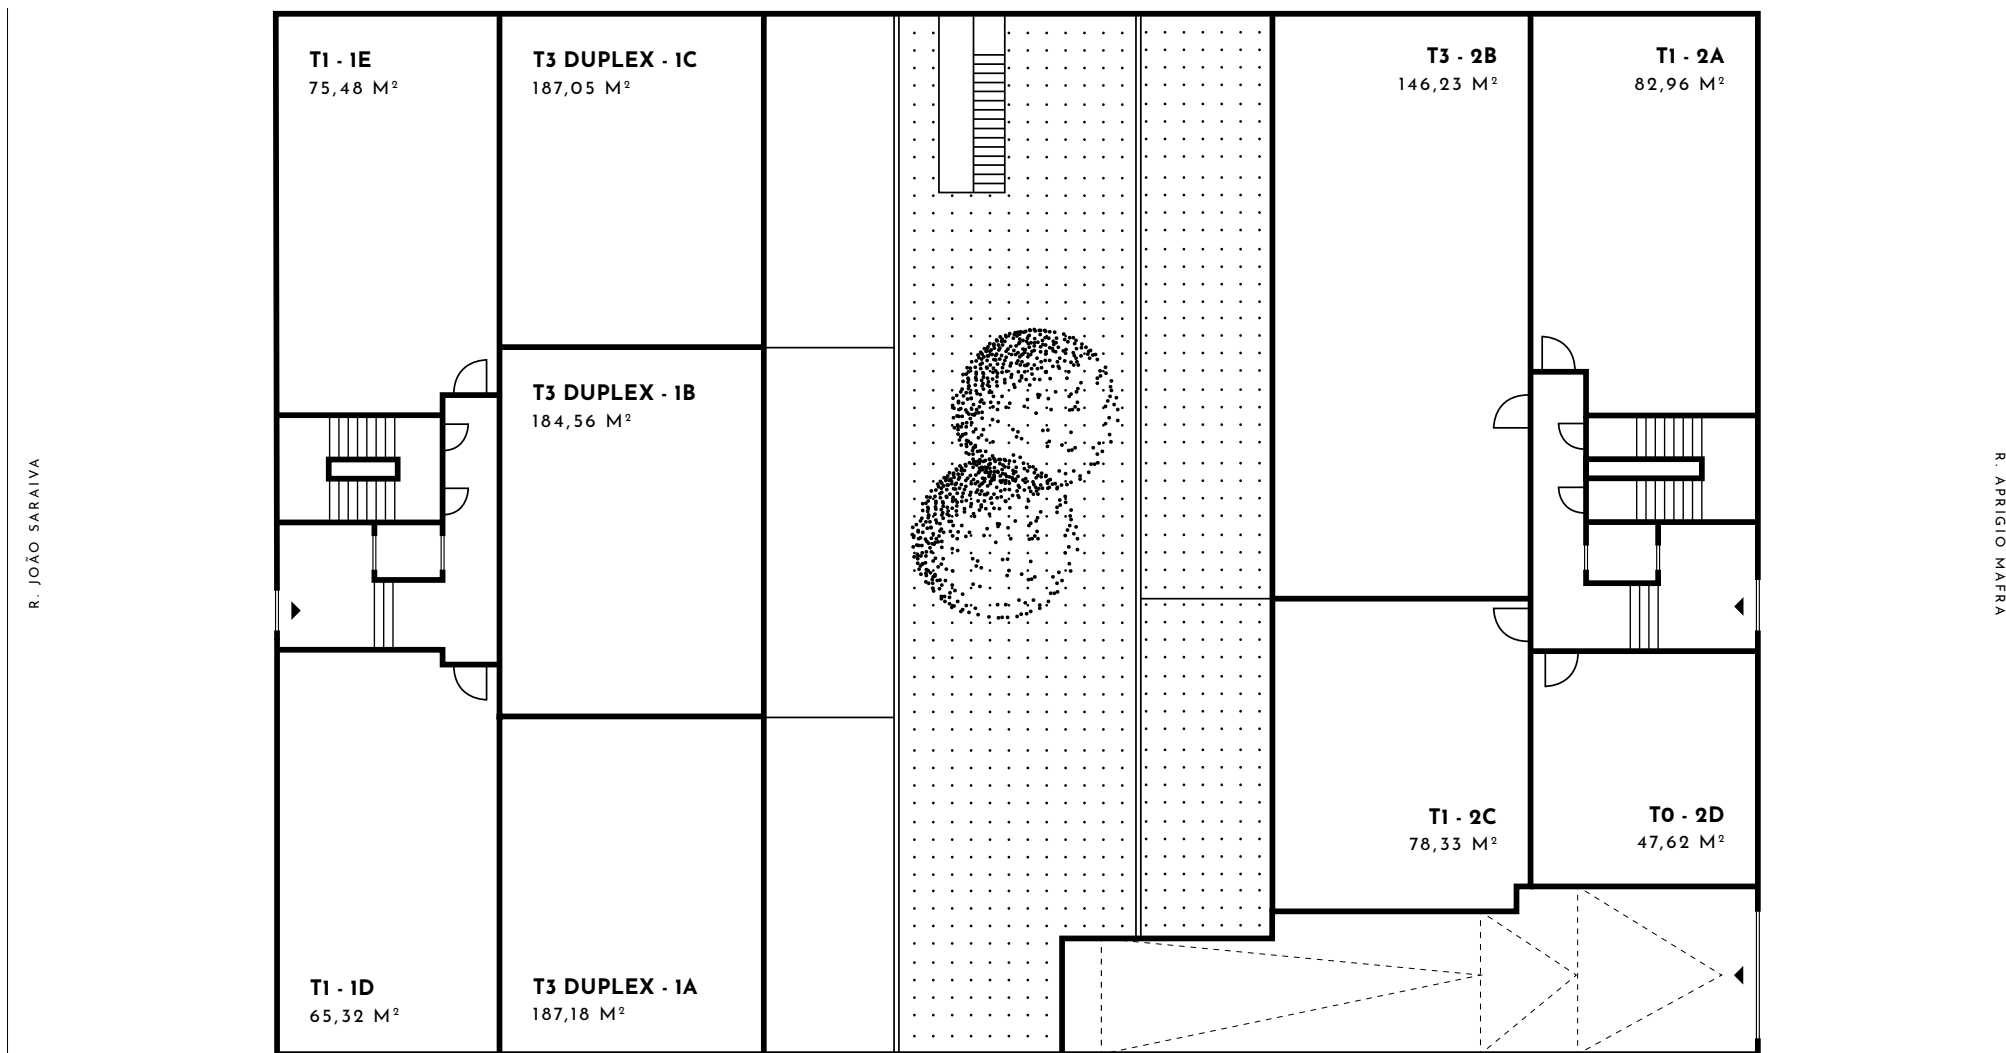 T1 - 1E
75,48 M²
T3 DUPLEX - 1C
187,05 M²
T3 - 2B
146,23 M²
T1 - 2A
82,96 M²
T3 DUPLEX - 1B
184,56 M²
R. JOÃO SARAIVA
R. APRIGIO MAFRA
T1 - 2C
78,33 M²
T0 - 2D
47,62 M²
T1 - 1D
65,32 M²
T3 DUPLEX - 1A
187,18 M²